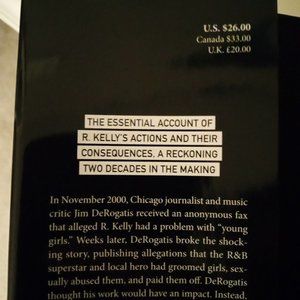 U.S. $26.00
Canada $33.00
U.K. £20.00
THE ESSENTIAL ACCOUNT OF
R. KELLY'S ACTIONS AND THEIR
CONSEQUENCES, A RECKONING
TWO DECADES IN THE MAKING
In November 2000, Chicago journalist and music
critic Jim DeRogatis received an anonymous fax
that alleged R. Kelly had a problem with “young
girls.” Weeks later, DeRogatis broke the shock-
ing story, publishing allegations that the R&B
superstar and local hero had groomed girls, sex-
ually abused them, and paid them off. DeRogatis
thought his work would have an impact. Instead,